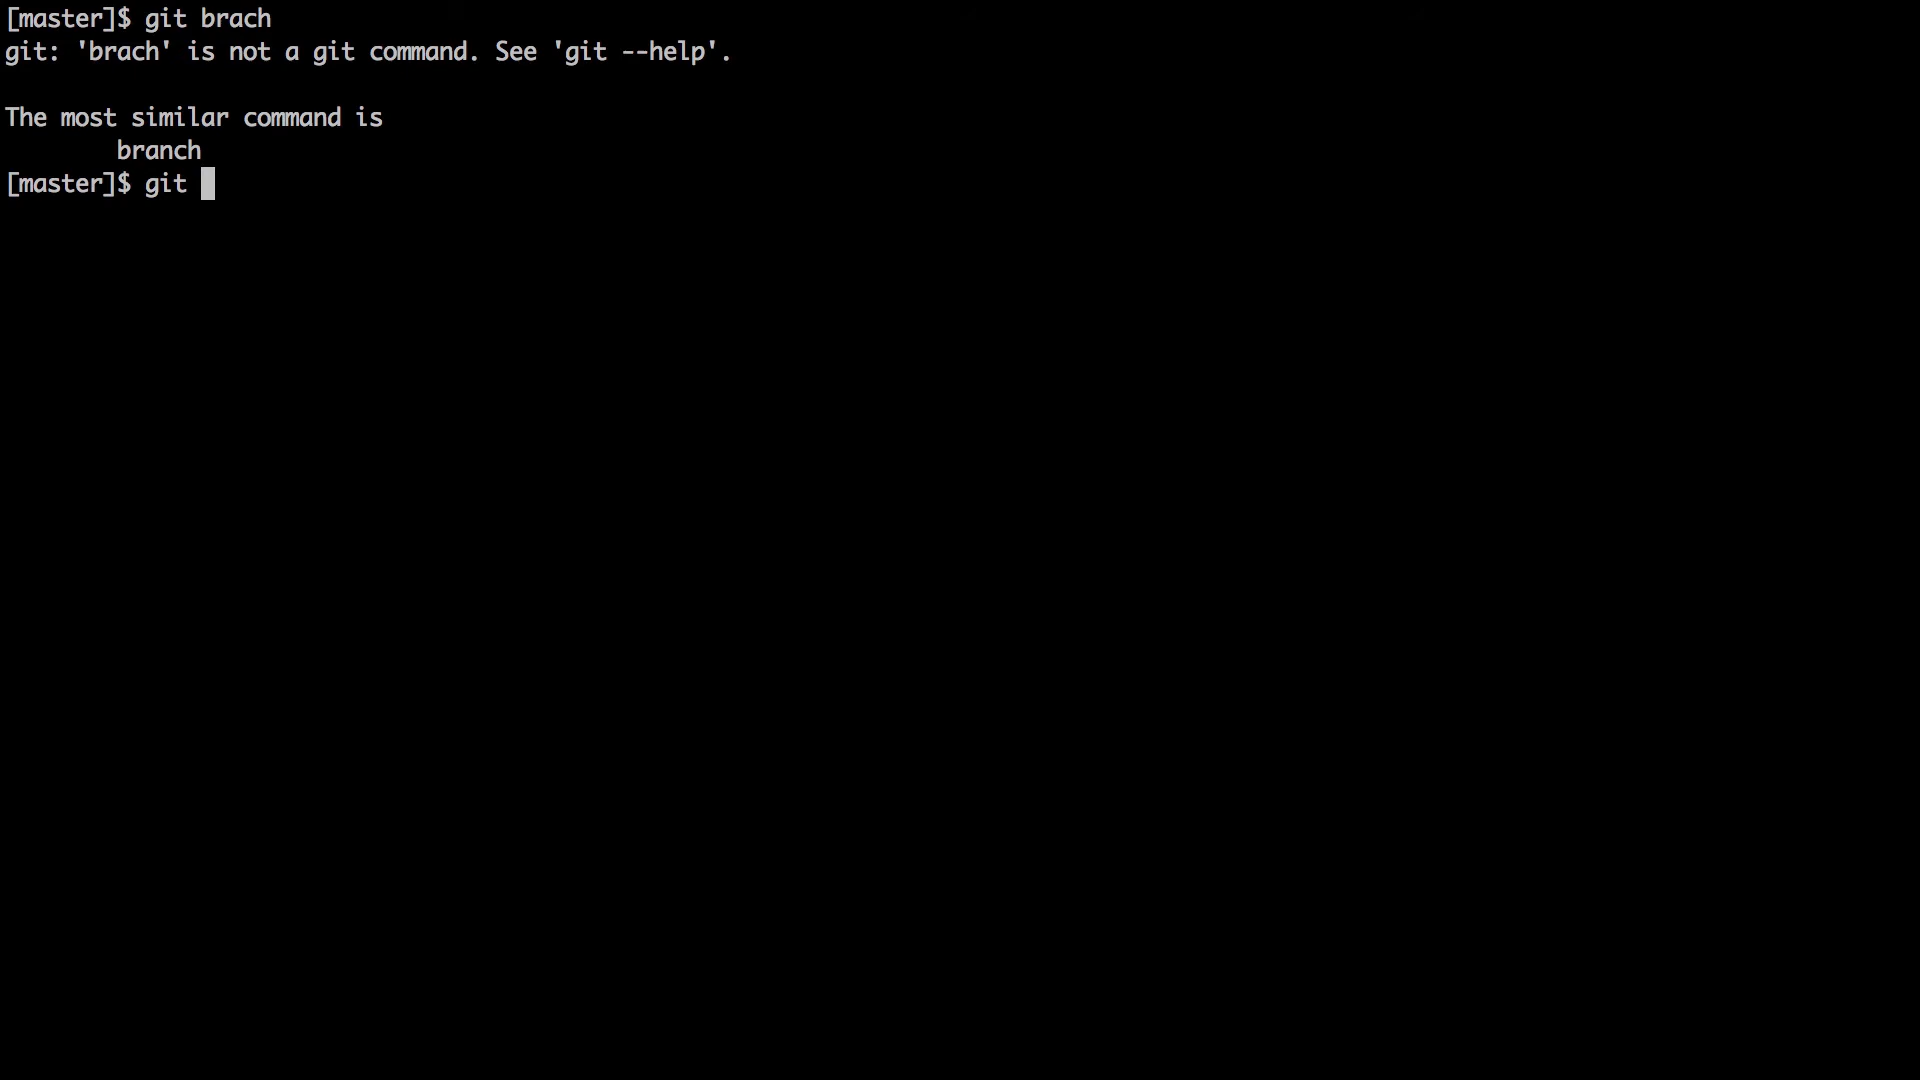 [master]$ git brach
git: 'brach' is not a git command. See 'git --help'.
The most similar command is
branch
[master]$ git